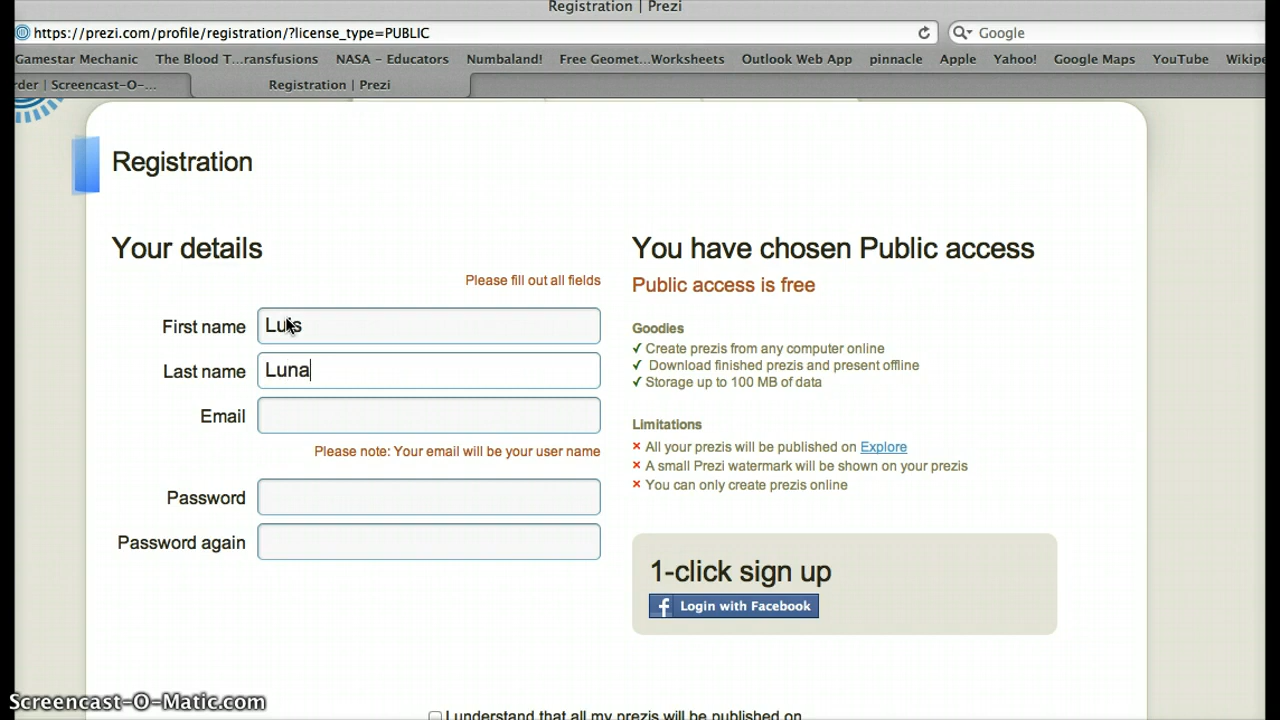 Registration | Prezi
https://prezi.com/profile/registration/?license_type=PUBLIC
Google
Gamestar Mechanic The Blood T...ransfusions NASA - Educators Numbaland! Free Geomet...Worksheets Outlook Web App pinnacle Apple Yahoo! Google Maps YouTube Wikipe
rder | Screencast-O-... Registration | Prezi
Registration
Your details
Please fill out all fields
First name Luis
Last name Luna
Email
Please note: Your email will be your user name
Password
Password again
You have chosen Public access
Public access is free
Goodies
✓ Create prezis from any computer online
✓ Download finished prezis and present offline
✓ Storage up to 100 MB of data
Limitations
× All your prezis will be published on Explore
× A small Prezi watermark will be shown on your prezis
× You can only create prezis online
1-click sign up
f Login with Facebook
I understand that all my prezis will be published on
Screencast-O-Matic.com